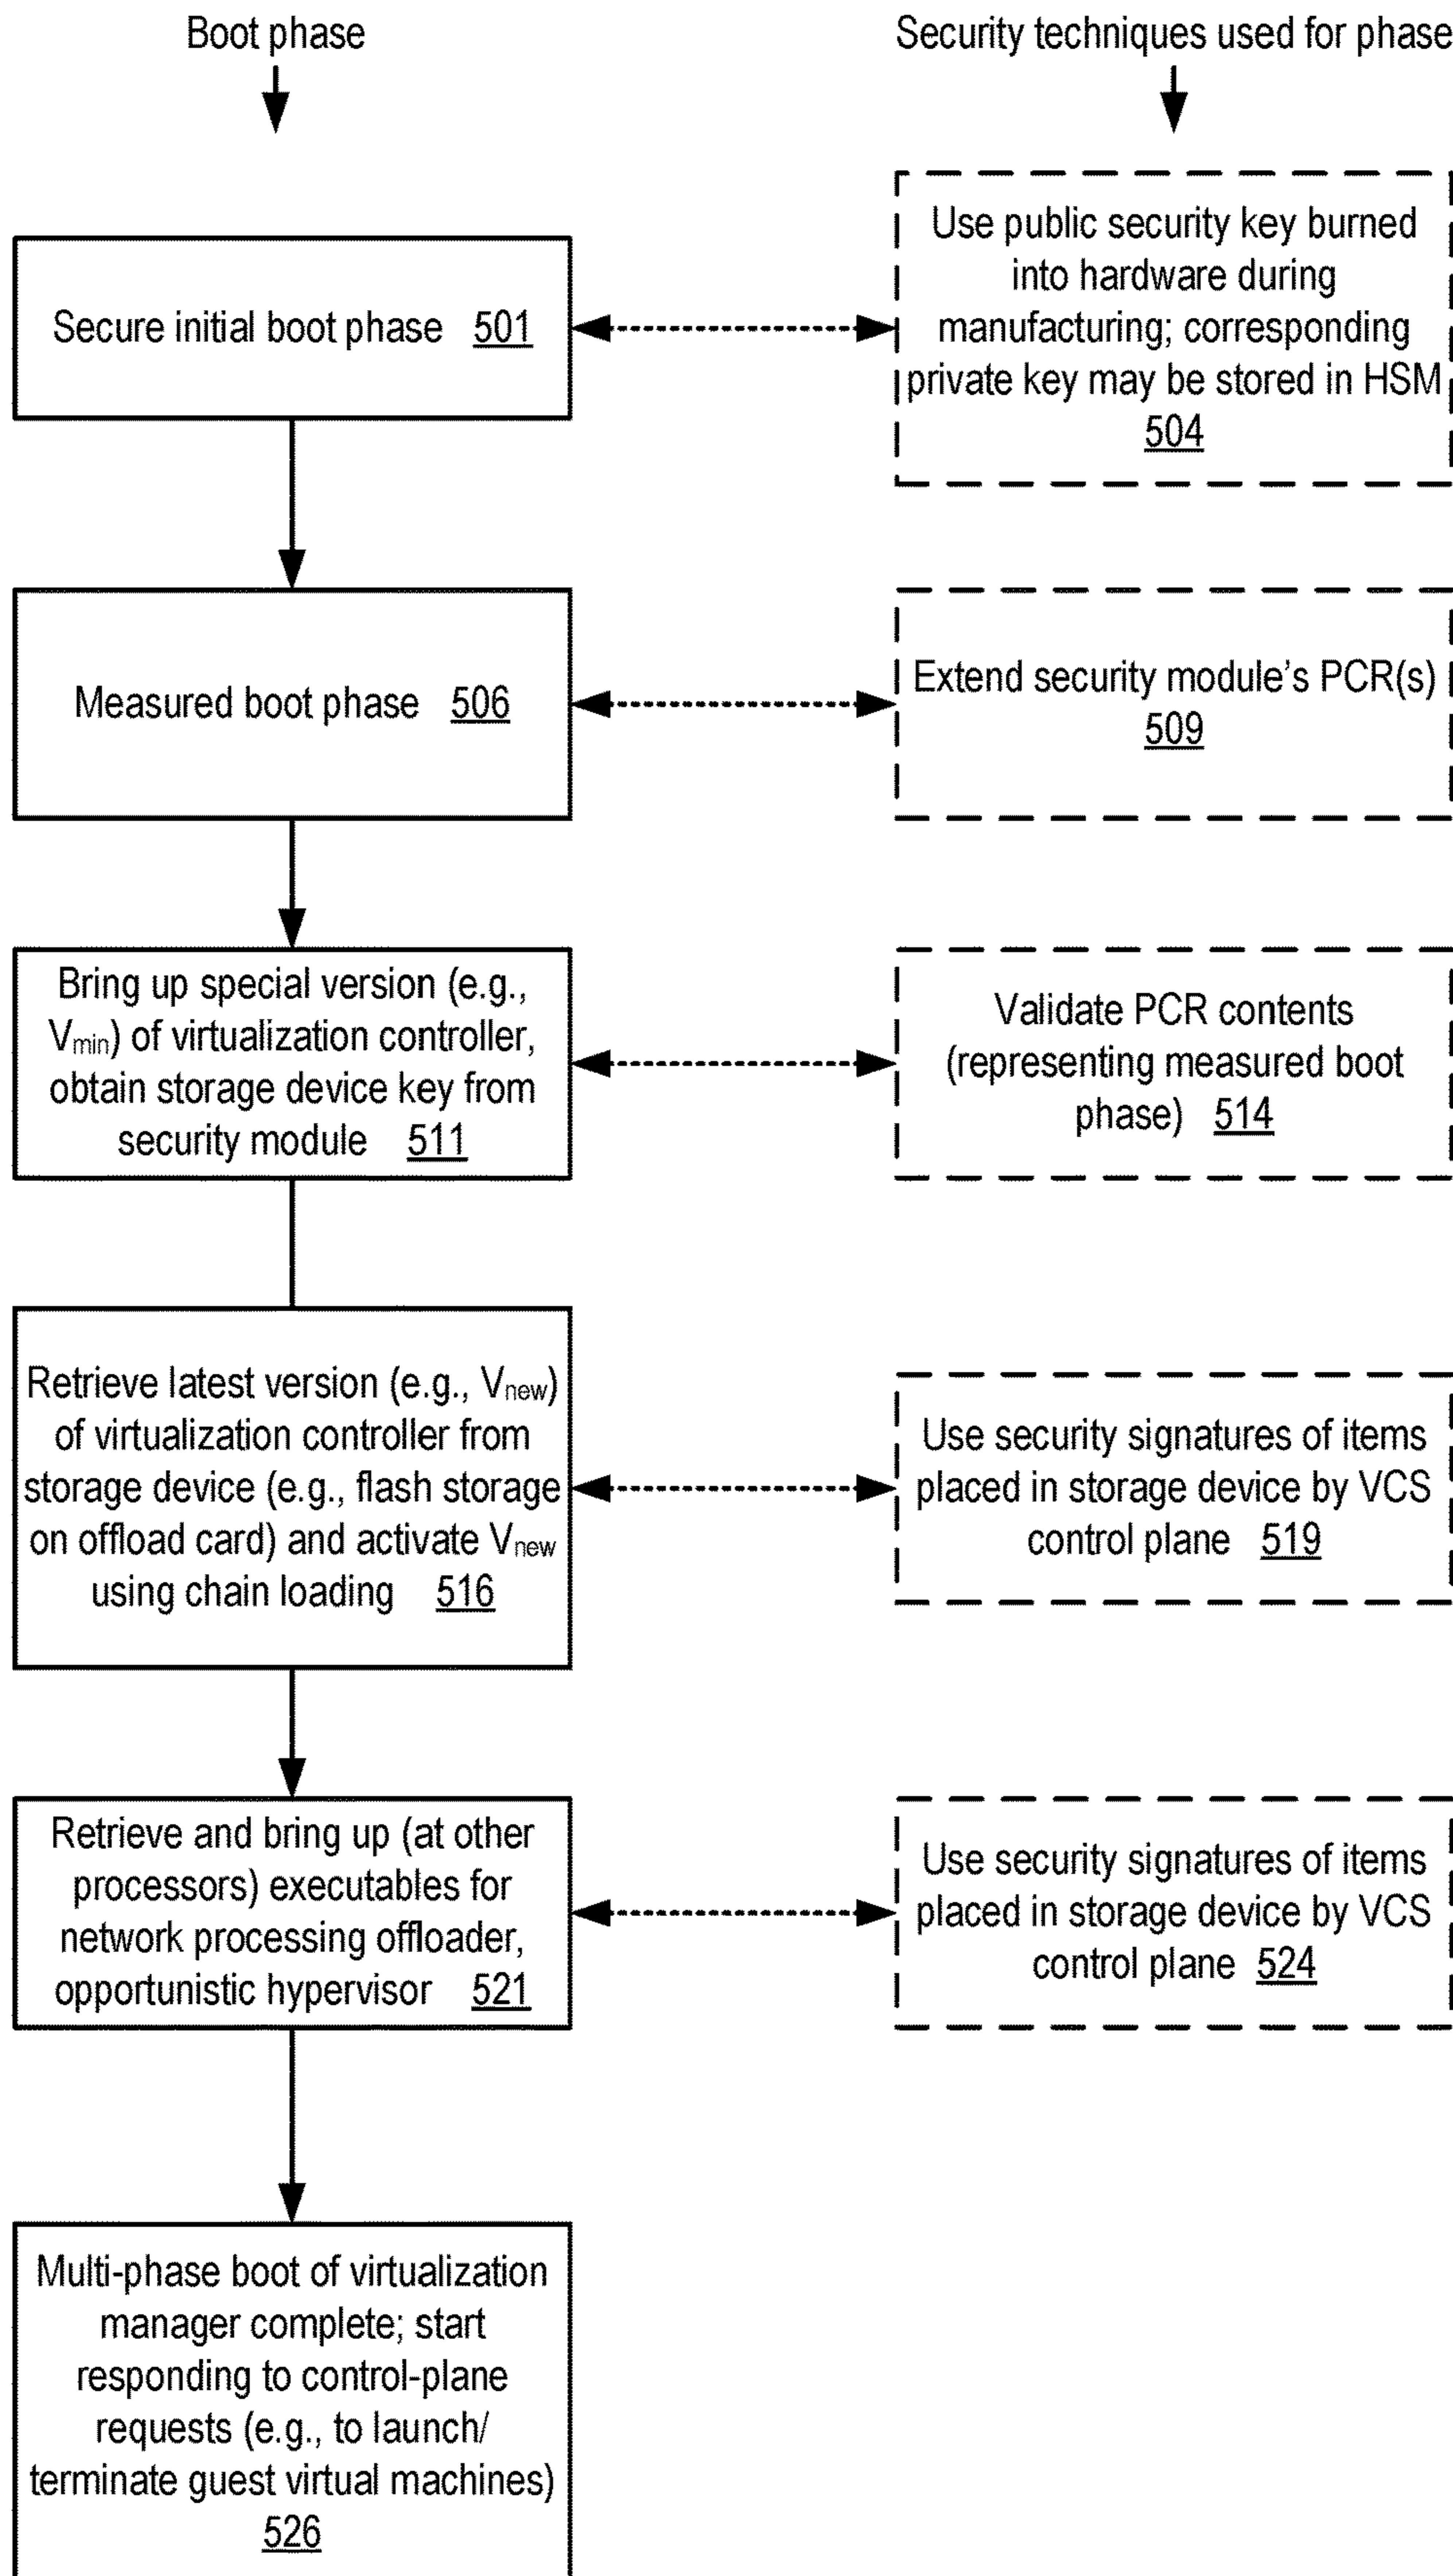 Boot phase
Security techniques used for phase
Secure initial boot phase 501
Use public security key burned
into hardware during
manufacturing; corresponding
private key may be stored in HSM
504
Measured boot phase 506
Extend security module's PCR(s)
509
Bring up special version (e.g.,
Vmin) of virtualization controller,
obtain storage device key from
security module 511
Validate PCR contents
(representing measured boot
phase) 514
Retrieve latest version (e.g., Vnew)
of virtualization controller from
storage device (e.g., flash storage
on offload card) and activate Vnew
using chain loading 516
Use security signatures of items
placed in storage device by VCS
control plane 519
Retrieve and bring up (at other
processors) executables for
network processing offloader,
opportunistic hypervisor 521
Use security signatures of items
placed in storage device by VCS
control plane 524
Multi-phase boot of virtualization
manager complete; start
responding to control-plane
requests (e.g., to launch/
terminate guest virtual machines)
526